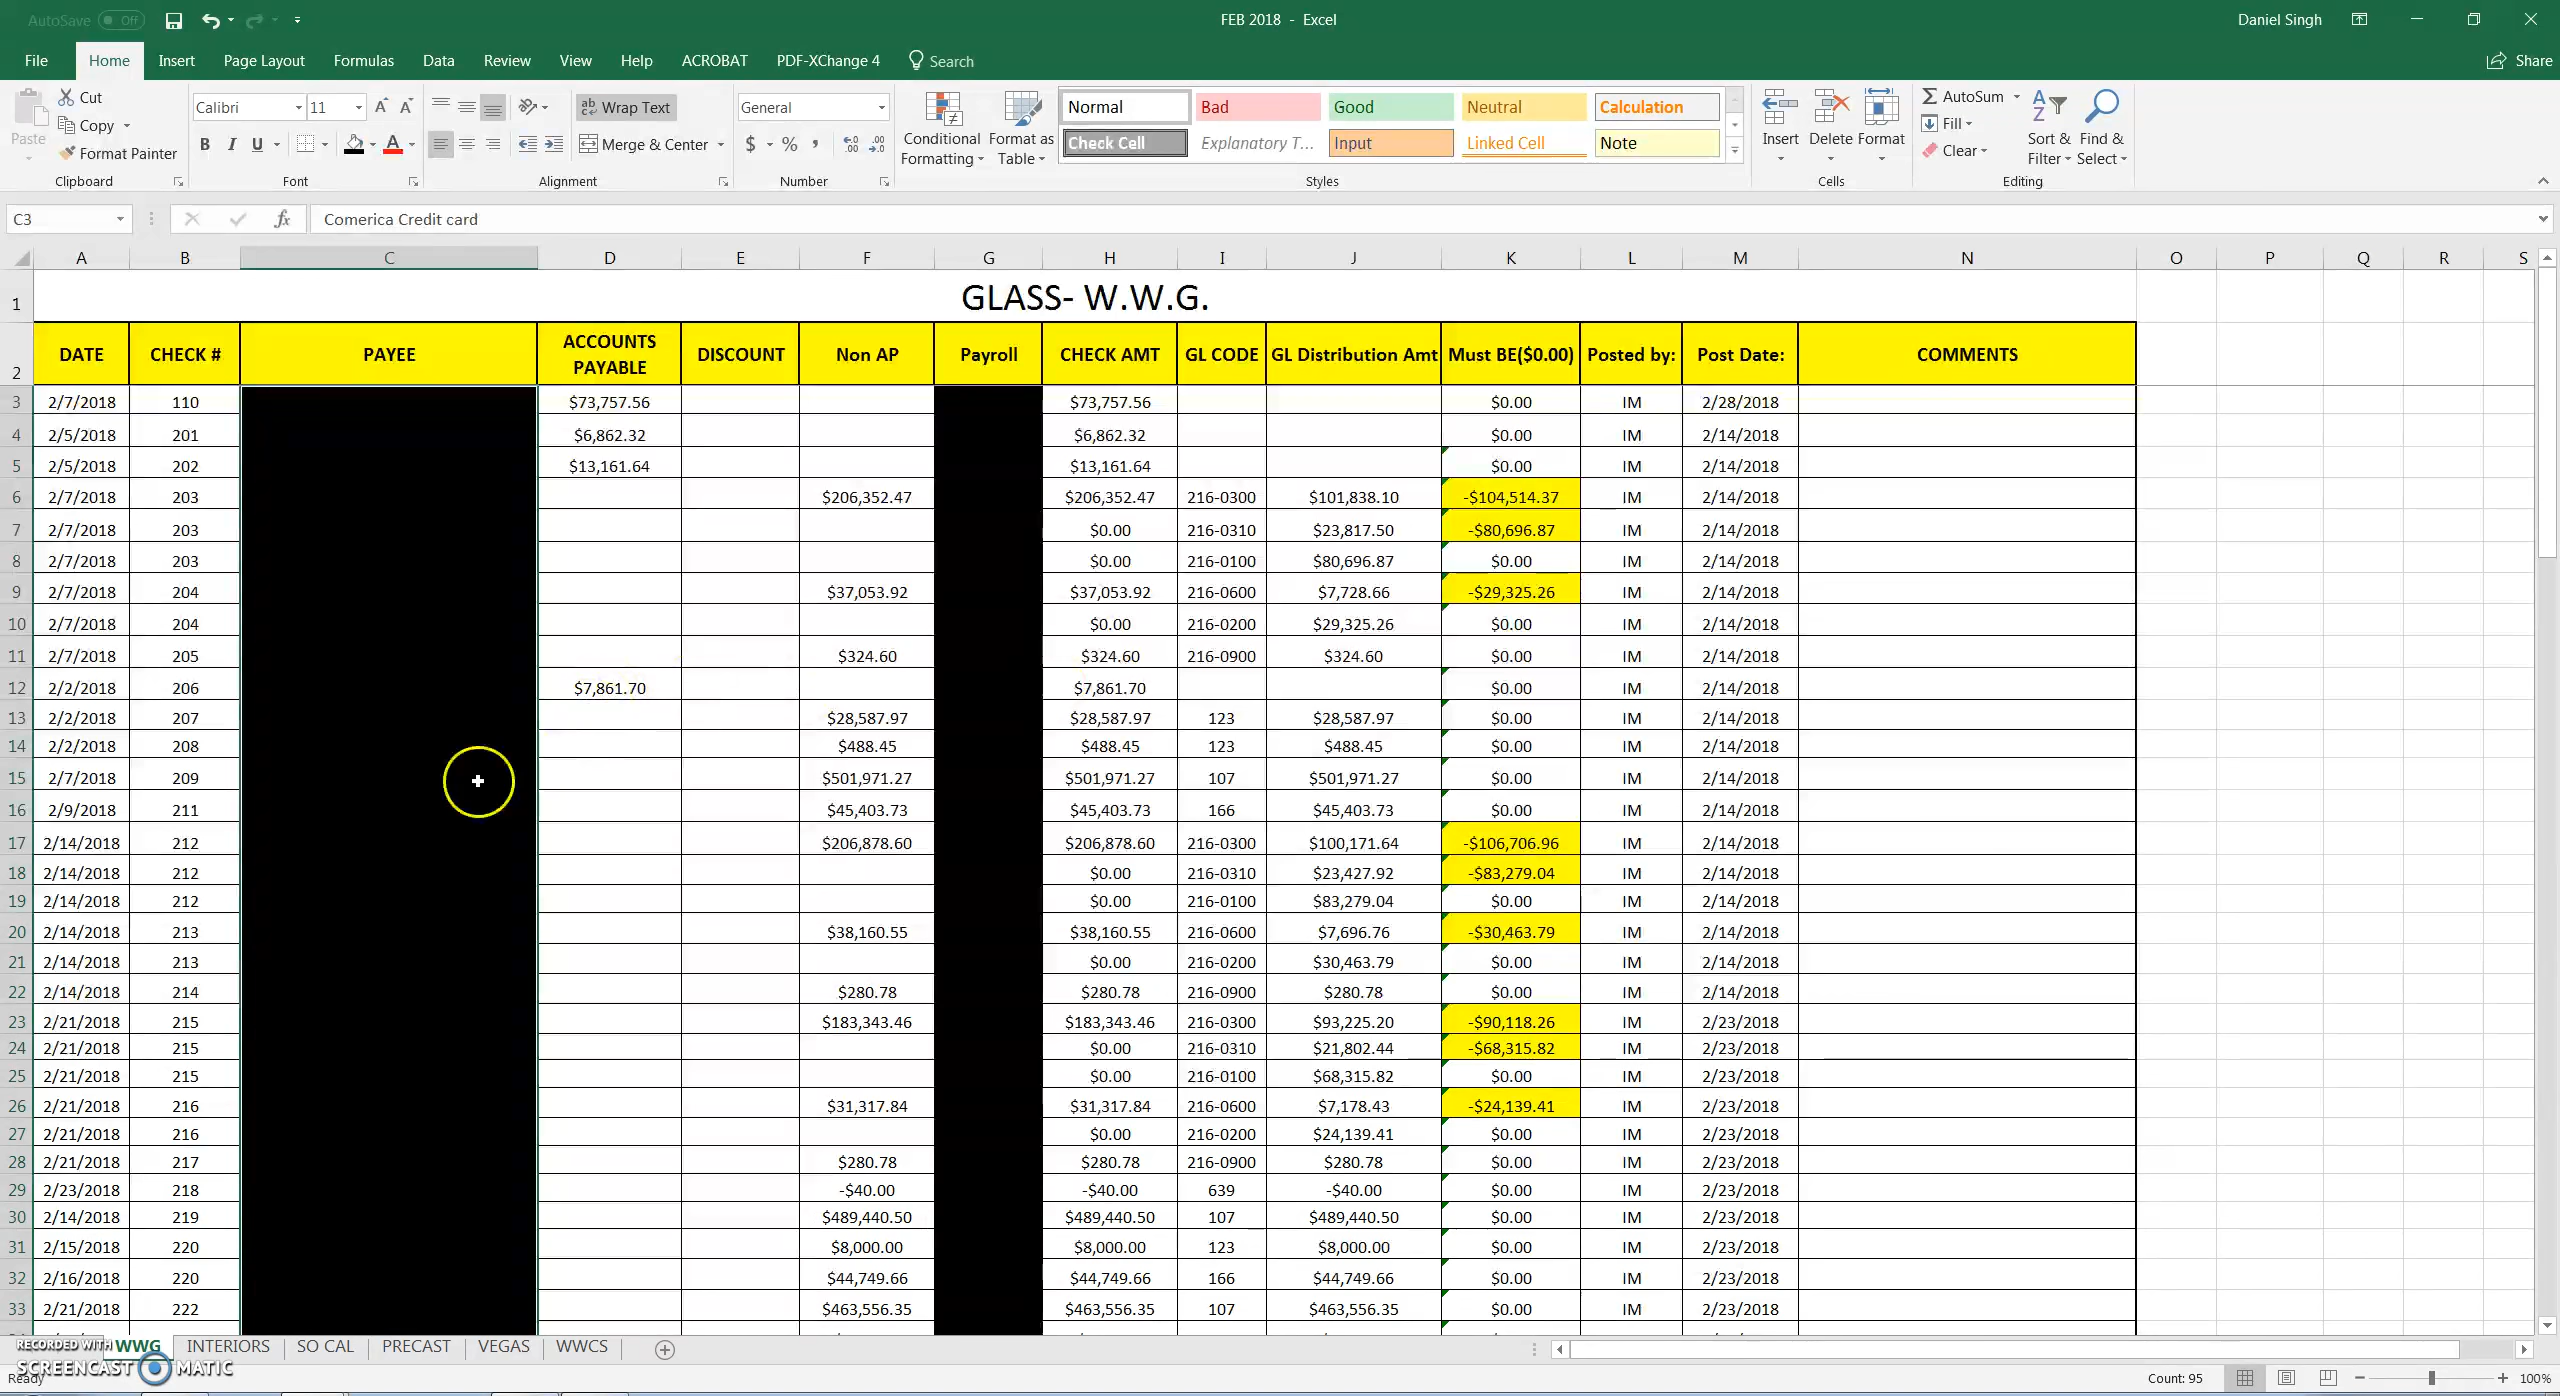 AutoSave Off FEB 2018 - Excel Daniel Singh
File Home Insert Page Layout Formulas Data Review View Help ACROBAT PDF-XChange 4 Search Share
Paste Cut Copy Format Painter Clipboard
Calibri 11 B I U Font
Wrap Text Merge & Center Alignment
General $ % , Number
Conditional Formatting Format as Table
Normal Bad Good Neutral Calculation
Check Cell Explanatory T... Input Linked Cell Note
Styles
Insert Delete Format Cells
AutoSum Fill Clear Sort & Filter Find & Select Editing
C3 fx Comerica Credit card
A B C D E F G H I J K L M N O P Q R S
1 GLASS- W.W.G.
2 DATE CHECK # PAYEE ACCOUNTS PAYABLE DISCOUNT Non AP Payroll CHECK AMT GL CODE GL Distribution Amt Must BE($0.00) Posted by: Post Date: COMMENTS
3 2/7/2018 110 $73,757.56 $73,757.56 $0.00 IM 2/28/2018
4 2/5/2018 201 $6,862.32 $6,862.32 $0.00 IM 2/14/2018
5 2/5/2018 202 $13,161.64 $13,161.64 $0.00 IM 2/14/2018
6 2/7/2018 203 $206,352.47 $206,352.47 216-0300 $101,838.10 -$104,514.37 IM 2/14/2018
7 2/7/2018 203 $0.00 216-0310 $23,817.50 -$80,696.87 IM 2/14/2018
8 2/7/2018 203 $0.00 216-0100 $80,696.87 $0.00 IM 2/14/2018
9 2/7/2018 204 $37,053.92 $37,053.92 216-0600 $7,728.66 -$29,325.26 IM 2/14/2018
10 2/7/2018 204 $0.00 216-0200 $29,325.26 $0.00 IM 2/14/2018
11 2/7/2018 205 $324.60 $324.60 216-0900 $324.60 $0.00 IM 2/14/2018
12 2/2/2018 206 $7,861.70 $7,861.70 $0.00 IM 2/14/2018
13 2/2/2018 207 $28,587.97 $28,587.97 123 $28,587.97 $0.00 IM 2/14/2018
14 2/2/2018 208 $488.45 $488.45 123 $488.45 $0.00 IM 2/14/2018
15 2/7/2018 209 $501,971.27 $501,971.27 107 $501,971.27 $0.00 IM 2/14/2018
16 2/9/2018 211 $45,403.73 $45,403.73 166 $45,403.73 $0.00 IM 2/14/2018
17 2/14/2018 212 $206,878.60 $206,878.60 216-0300 $100,171.64 -$106,706.96 IM 2/14/2018
18 2/14/2018 212 $0.00 216-0310 $23,427.92 -$83,279.04 IM 2/14/2018
19 2/14/2018 212 $0.00 216-0100 $83,279.04 $0.00 IM 2/14/2018
20 2/14/2018 213 $38,160.55 $38,160.55 216-0600 $7,696.76 -$30,463.79 IM 2/14/2018
21 2/14/2018 213 $0.00 216-0200 $30,463.79 $0.00 IM 2/14/2018
22 2/14/2018 214 $280.78 $280.78 216-0900 $280.78 $0.00 IM 2/14/2018
23 2/21/2018 215 $183,343.46 $183,343.46 216-0300 $93,225.20 -$90,118.26 IM 2/23/2018
24 2/21/2018 215 $0.00 216-0310 $21,802.44 -$68,315.82 IM 2/23/2018
25 2/21/2018 215 $0.00 216-0100 $68,315.82 $0.00 IM 2/23/2018
26 2/21/2018 216 $31,317.84 $31,317.84 216-0600 $7,178.43 -$24,139.41 IM 2/23/2018
27 2/21/2018 216 $0.00 216-0200 $24,139.41 $0.00 IM 2/23/2018
28 2/21/2018 217 $280.78 $280.78 216-0900 $280.78 $0.00 IM 2/23/2018
29 2/23/2018 218 -$40.00 -$40.00 639 -$40.00 $0.00 IM 2/23/2018
30 2/14/2018 219 $489,440.50 $489,440.50 107 $489,440.50 $0.00 IM 2/23/2018
31 2/15/2018 220 $8,000.00 $8,000.00 123 $8,000.00 $0.00 IM 2/23/2018
32 2/16/2018 220 $44,749.66 $44,749.66 166 $44,749.66 $0.00 IM 2/23/2018
33 2/21/2018 222 $463,556.35 $463,556.35 107 $463,556.35 $0.00 IM 2/23/2018
WWG INTERIORS SO CAL PRECAST VEGAS WWCS
RECORDED WITH
SCREENCAST MATIC
Ready Count: 95 100%